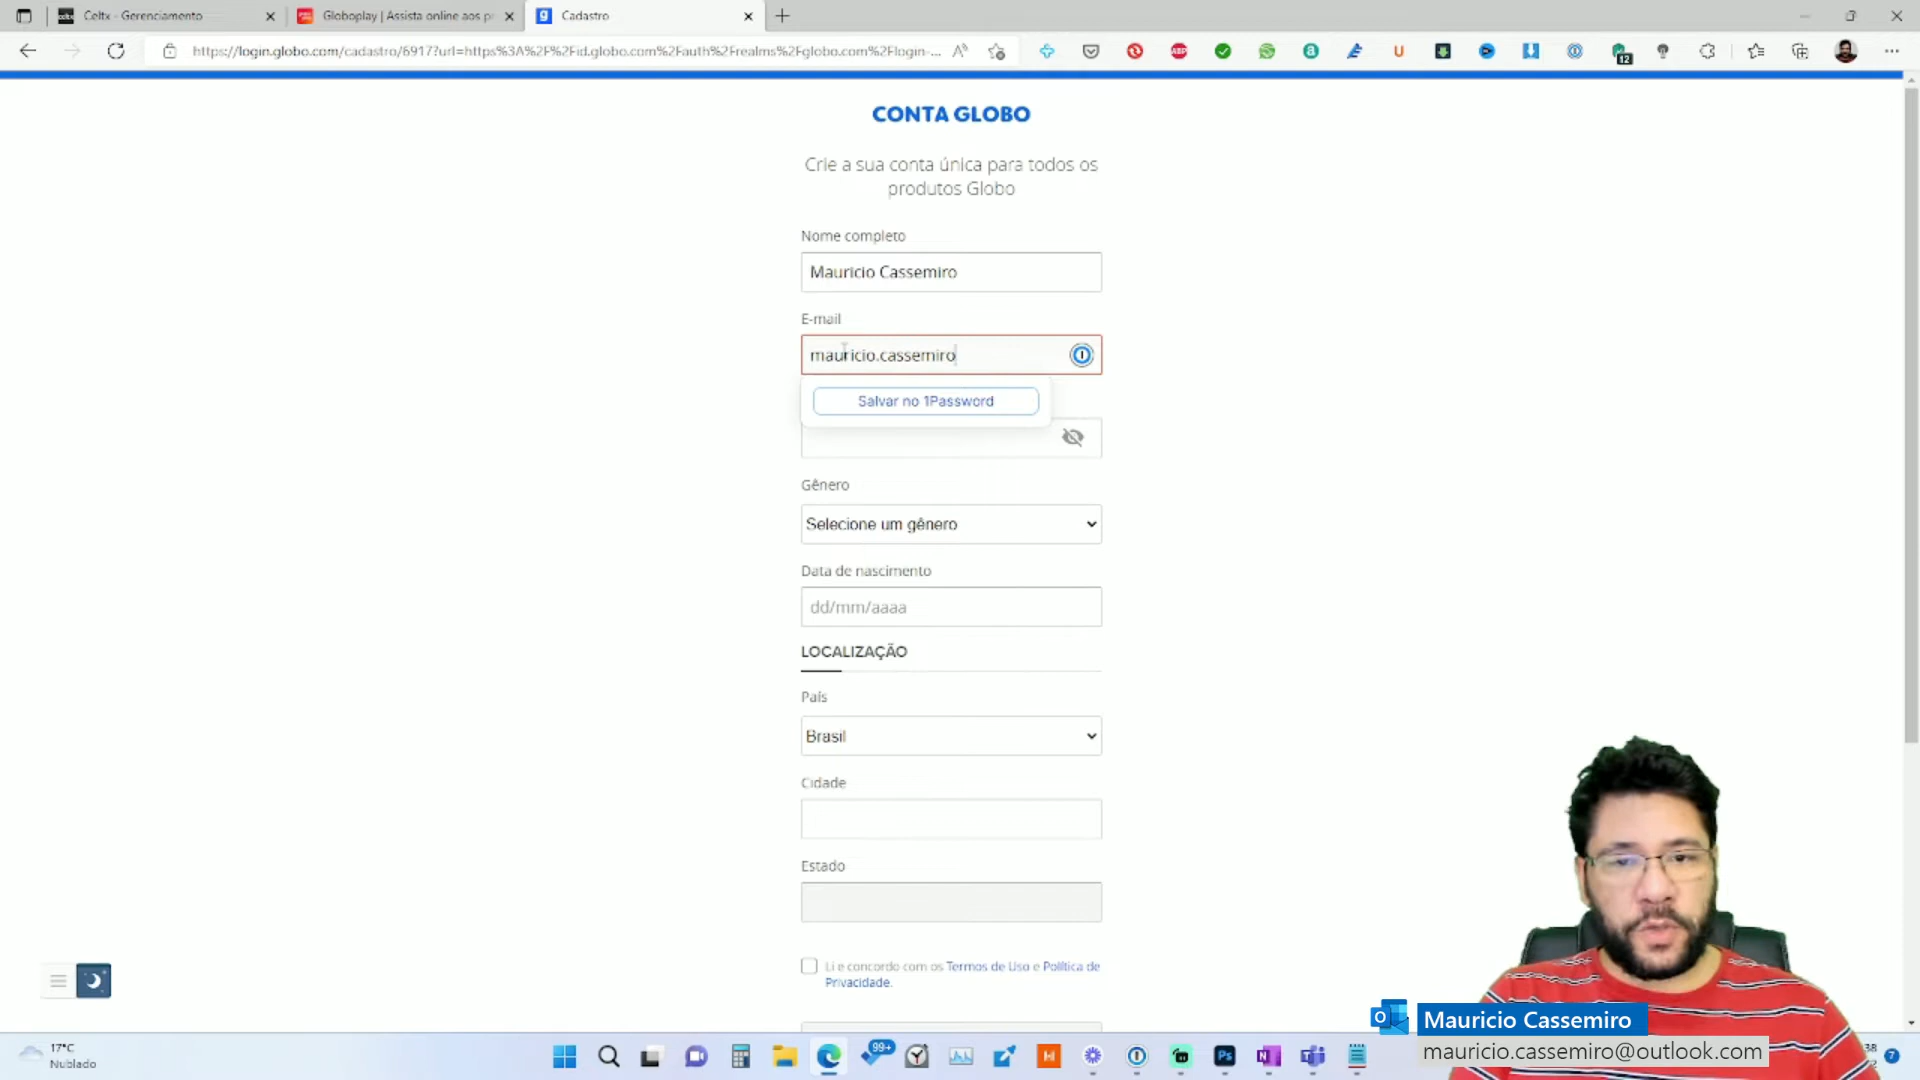 Celtx - Gerenciamento
Globoplay | Assista online aos pr
Cadastro
https://login.globo.com/cadastro/6917?url=https%3A%2F%2Fid.globo.com%2Fauth%2Frealms%2Fglobo.com%2Flogin-...
CONTA GLOBO
Crie a sua conta única para todos os
produtos Globo
Nome completo
Mauricio Cassemiro
E-mail
mauricio.cassemiro
Salvar no 1Password
Gênero
Selecione um gênero
Data de nascimento
dd/mm/aaaa
LOCALIZAÇÃO
País
Brasil
Cidade
Estado
Li e concordo com os Termos de Uso e Política de
Privacidade.
Mauricio Cassemiro
mauricio.cassemiro@outlook.com
17°C
Nublado
99+